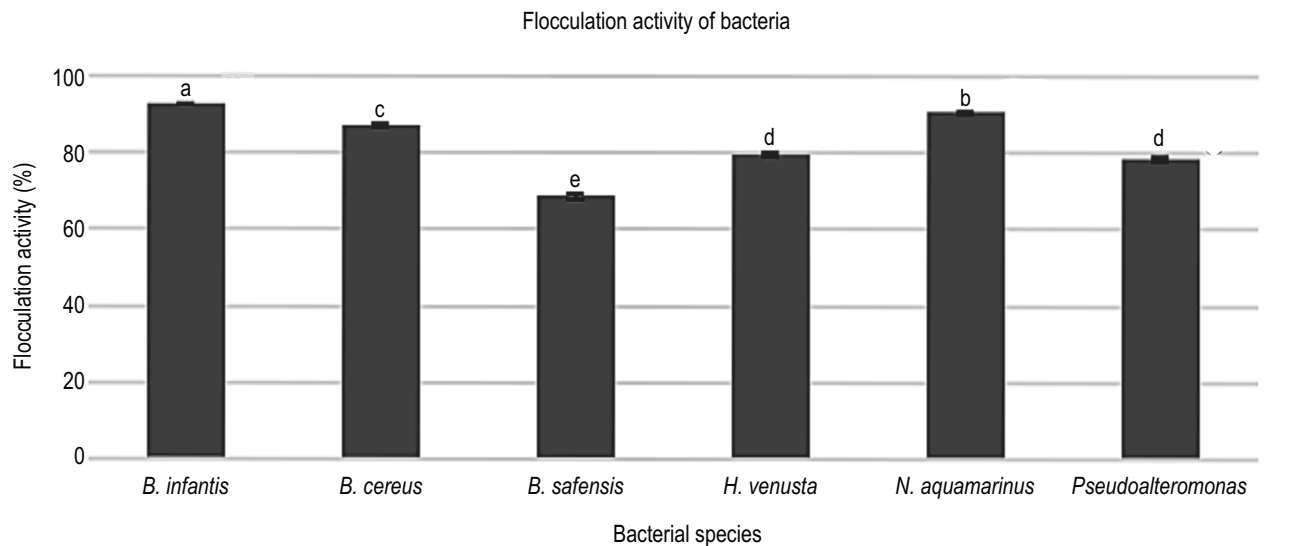 Flocculation activity of bacteria
Flocculation activity (%)
100
80
60
40
20
0
a
c
e
d
b
d
B. infantis B. cereus B. safensis H. venusta N. aquamarinus Pseudoalteromonas
Bacterial species